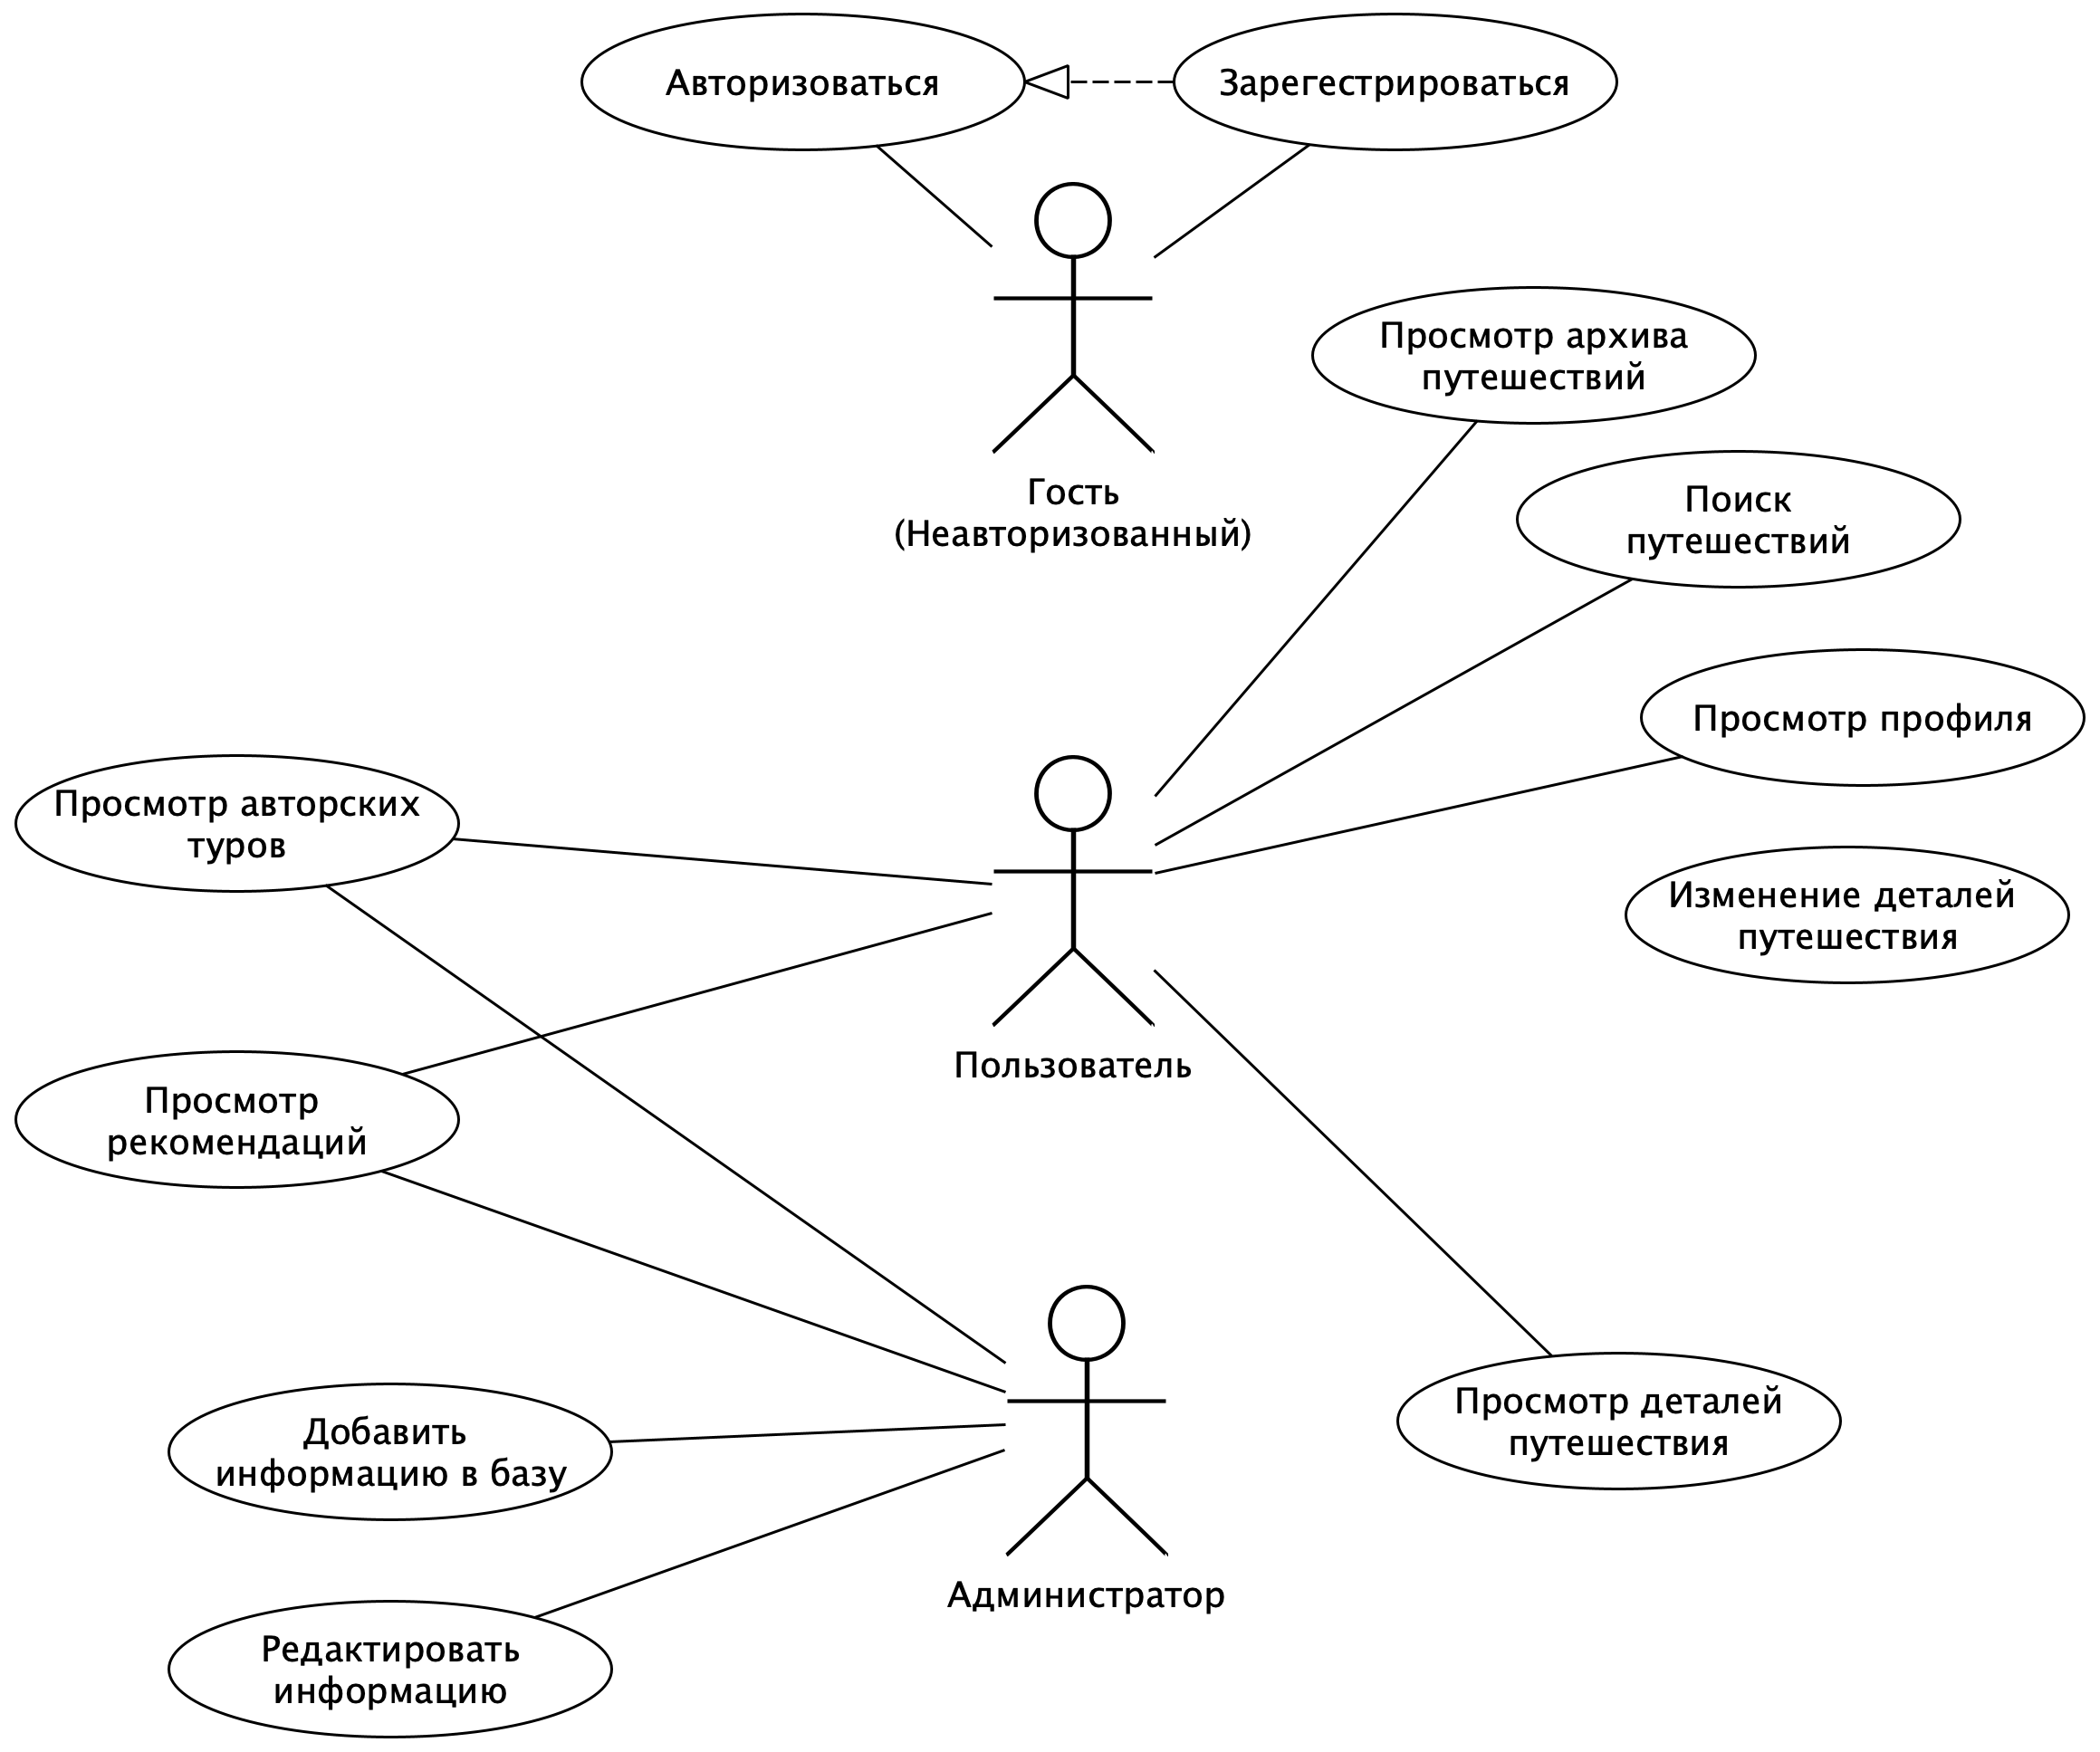 Авторизоваться
Зарегестрироваться
Гость
(Неавторизованный)
Просмотр архива
путешествий
Поиск
путешествий
Просмотр профиля
Просмотр авторских
туров
Изменение деталей
путешествия
Пользователь
Просмотр
рекомендаций
Просмотр деталей
путешествия
Добавить
информацию в базу
Администратор
Редактировать
информацию